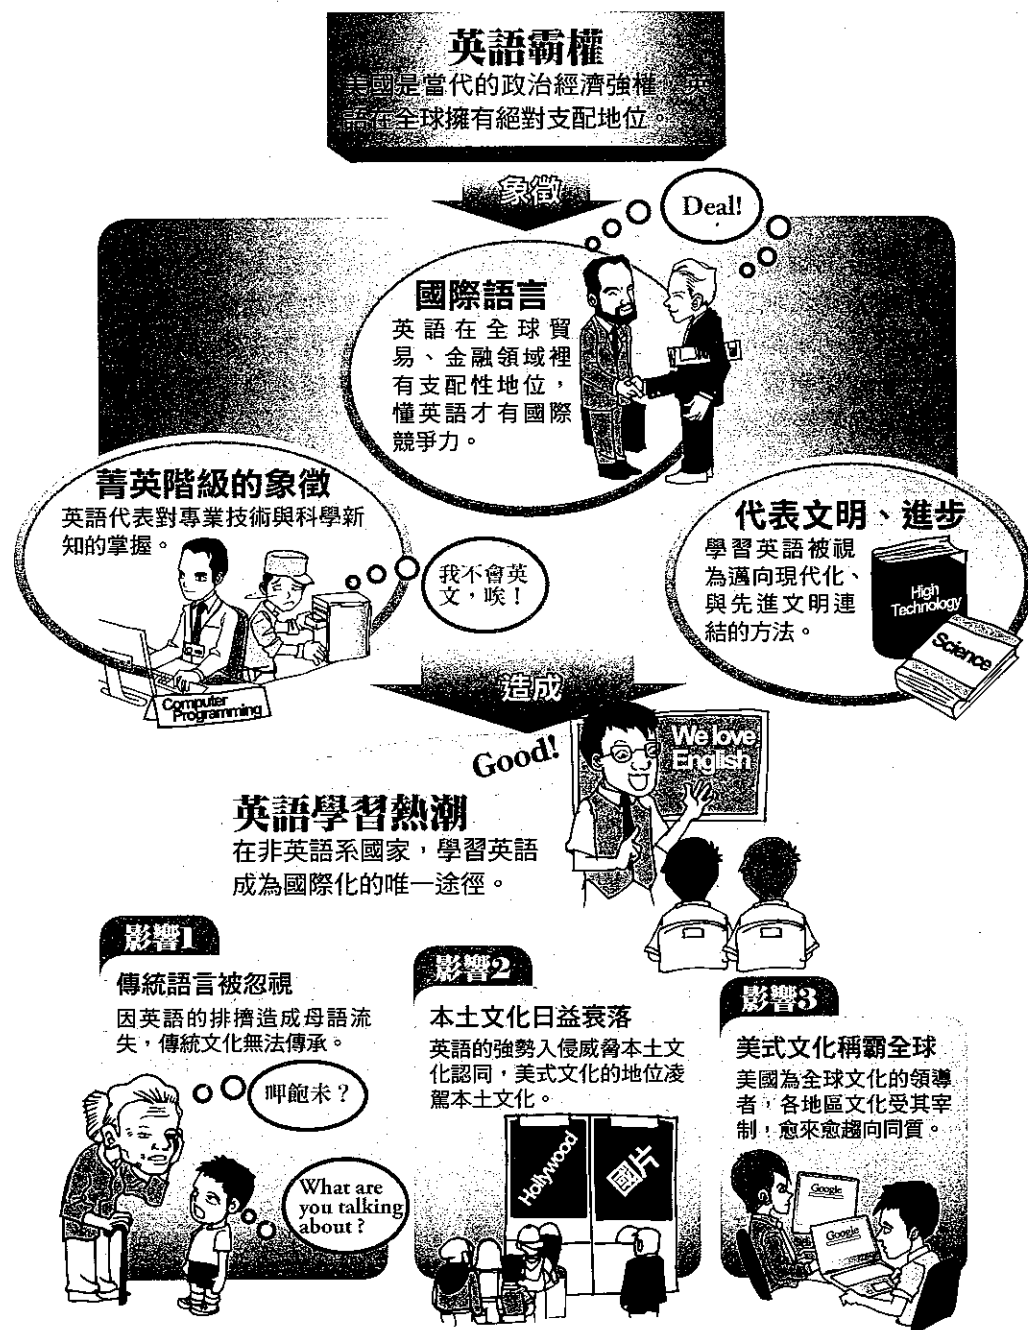 英語霸權
美國是當代的政治經濟強權，英
語在全球擁有絕對支配地位。
象徵
Deal!
國際語言
英語在全球貿
易、金融領域裡
有支配性地位，
懂英語才有國際
競爭力。
菁英階級的象徵
英語代表對專業技術與科學新
知的掌握。
我不會英
文，唉！
Computer
Programming
代表文明、進步
學習英語被視
為邁向現代化、
與先進文明連
結的方法。
High
Technology
Science
造成
Good!
We love
English
英語學習熱潮
在非英語系國家，學習英語
成為國際化的唯一途徑。
影響1
傳統語言被忽視
因英語的排擠造成母語流
失，傳統文化無法傳承。
呷飽未？
What are
you talking
about?
影響2
本土文化日益衰落
英語的強勢入侵威脅本土文
化認同，美式文化的地位凌
駕本土文化。
Hollywood
國片
影響3
美式文化稱霸全球
美國為全球文化的領導
者，各地區文化受其宰
制，愈來愈趨向同質。
Google
Google